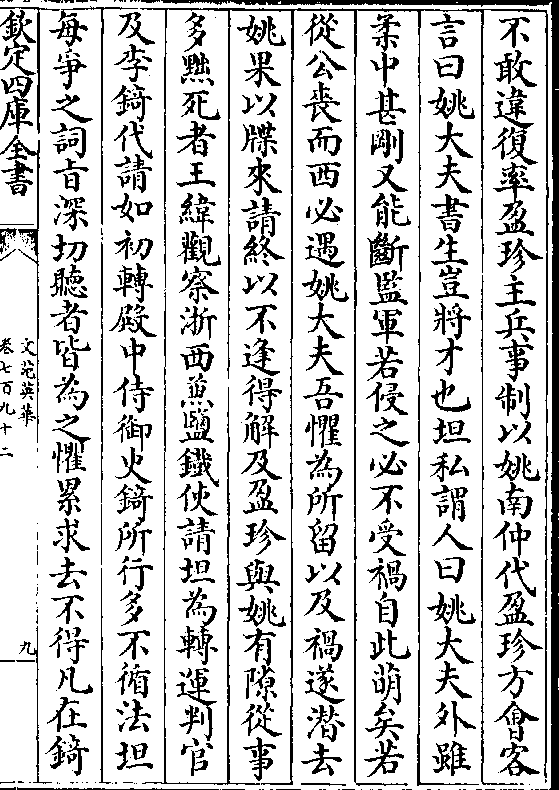 不敢違復率盈珍主兵事制以姚南仲代盈珍方會客
言曰姚大夫書生豈將才也坦私謂人曰姚大夫外雖
柔中甚剛又能斷監軍若侵之必不受禍自此萌矣若
從公喪而西必遇姚大夫吾懼為所留以及禍遂潛去
姚果以牒來請終以不逢得解及盈珍與姚有隙從事
多黜死者王緯觀察浙西兼鹽鐵使請坦為轉運判官
及李錡代請如初轉殿中侍御史錡所行多不循法坦
每爭之詞旨深切聽者皆為之懼累求去不得凡在錡
欽定四庫全書
文苑英華
卷七百九十二
九